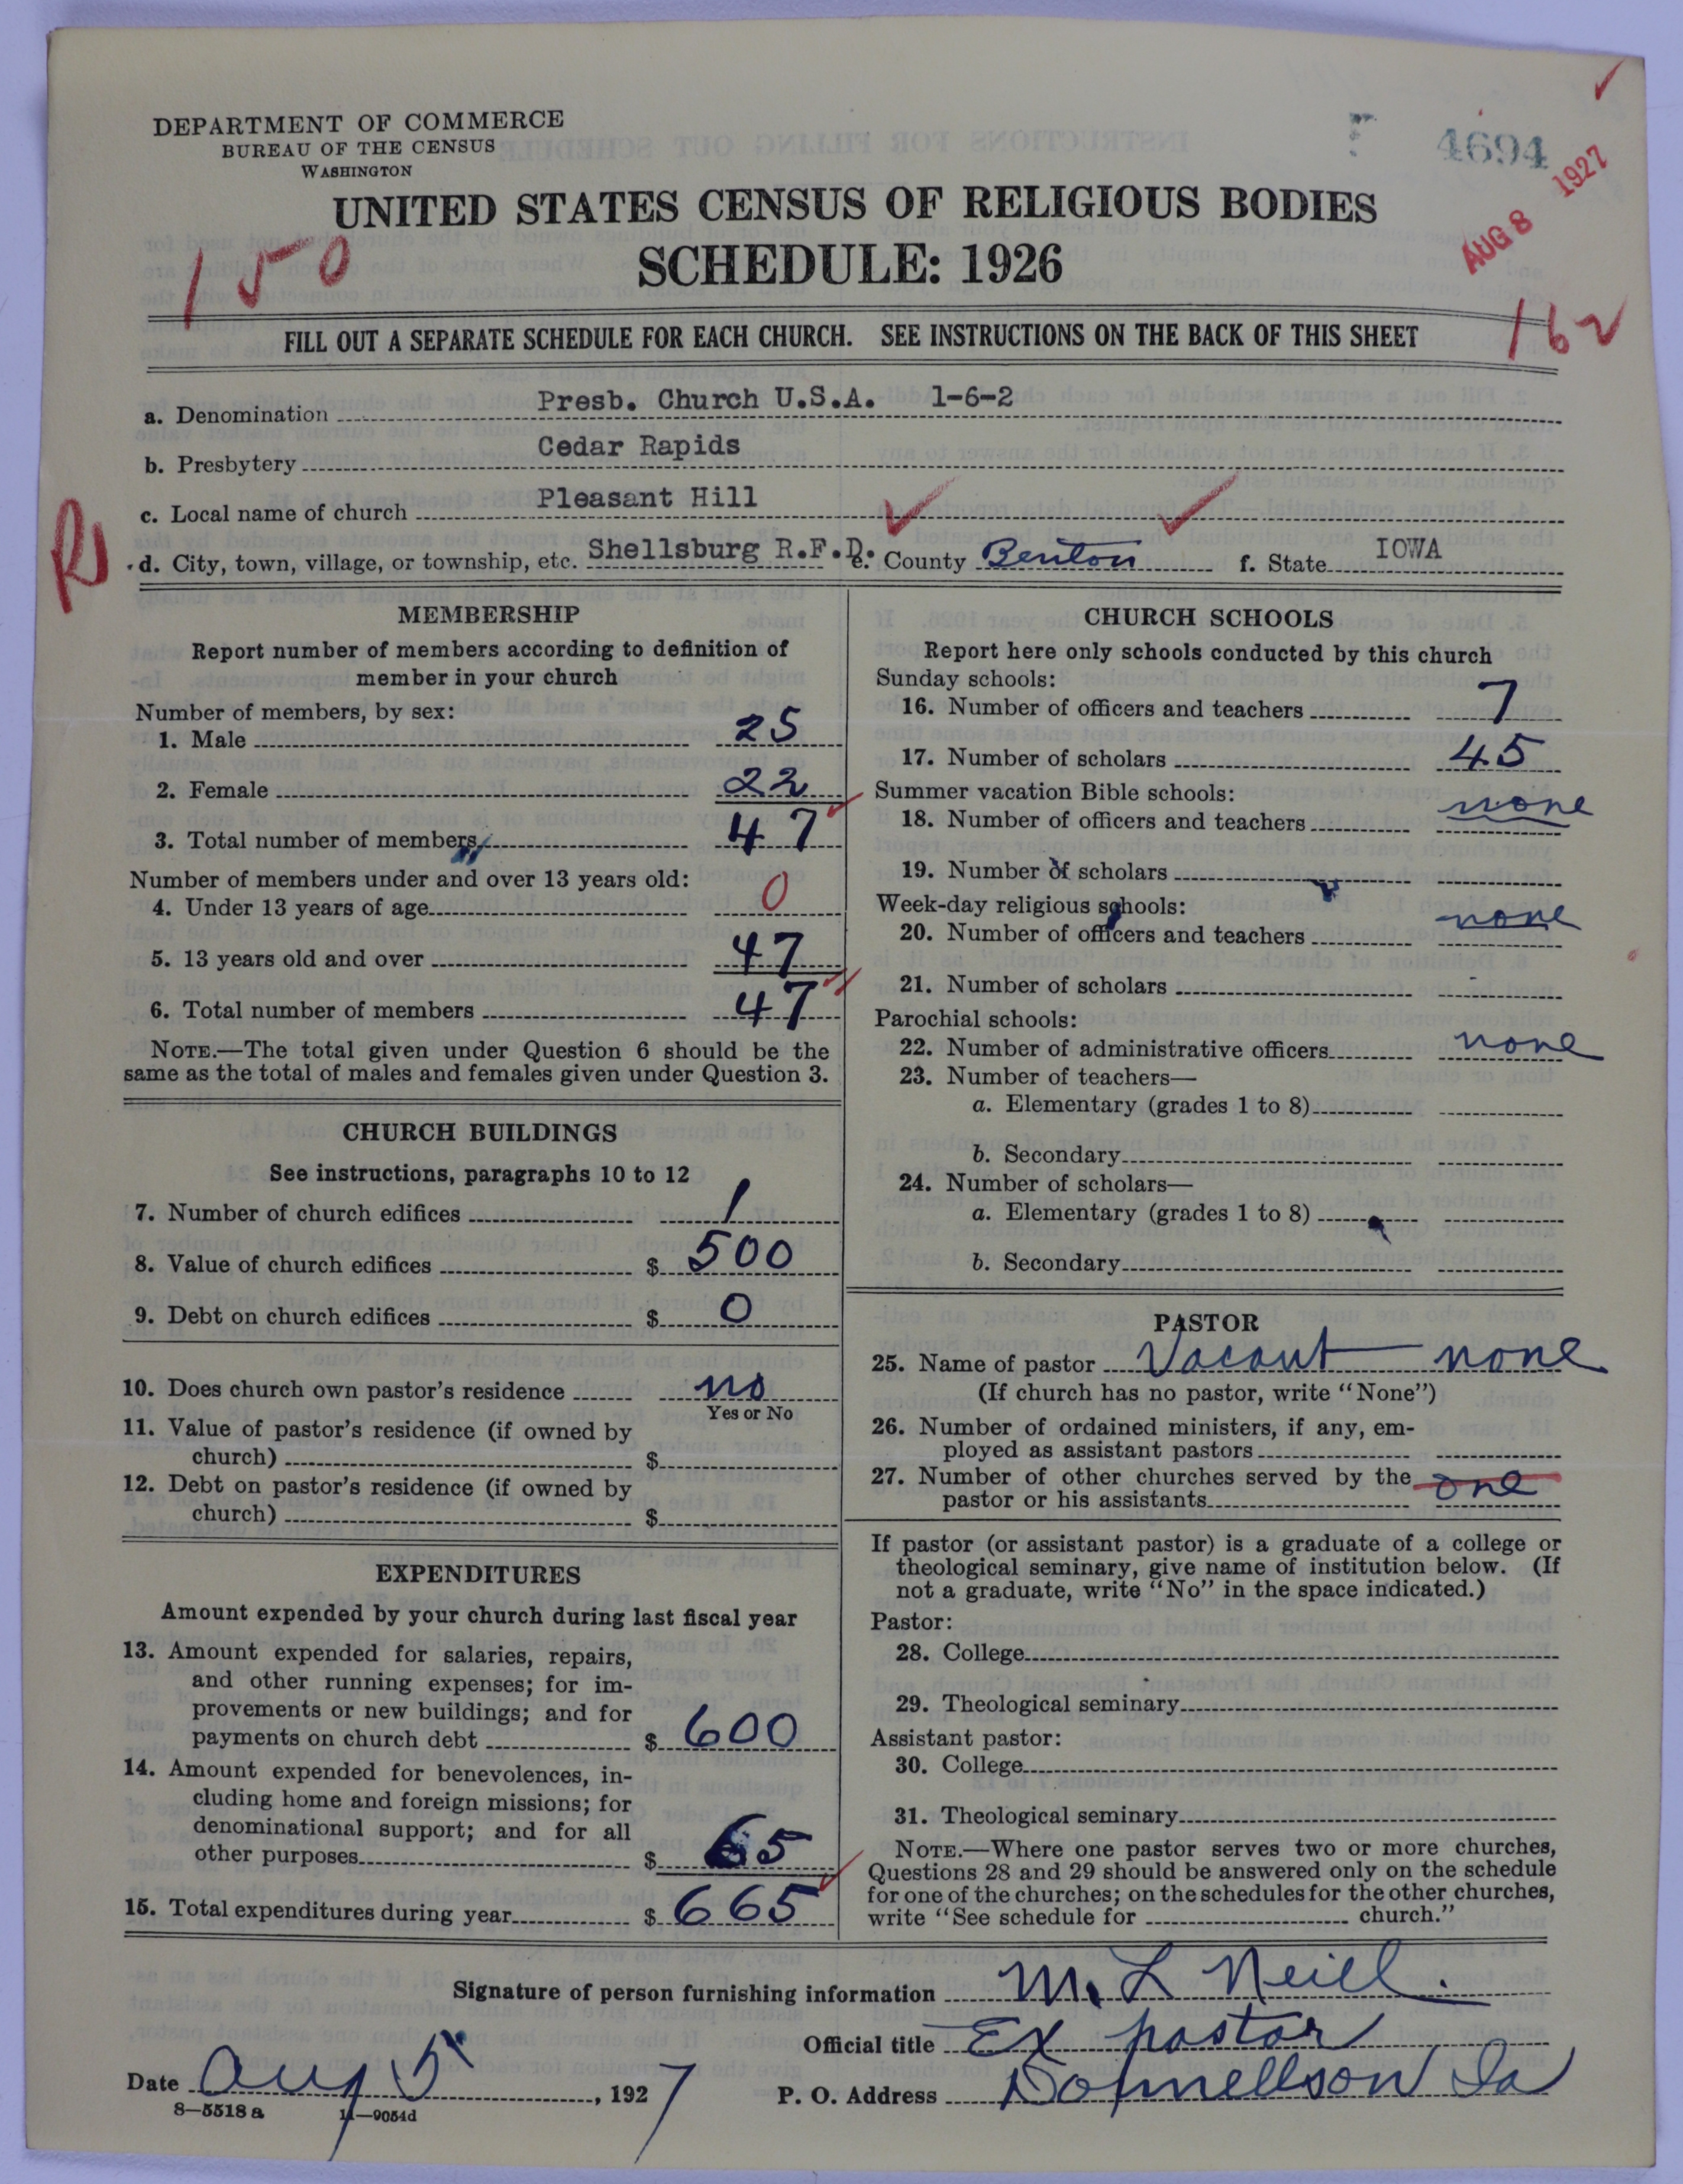 DEPARTMENT OF COMMERCE
BUREAU OF THE CENSUS
WASHINGTON
4694
AUG 8 1927
UNITED STATES CENSUS OF RELIGIOUS BODIES
SCHEDULE: 1926
150
162
FILL OUT A SEPARATE SCHEDULE FOR EACH CHURCH. SEE INSTRUCTIONS ON THE BACK OF THIS SHEET
a. Denomination Presb. Church U.S.A. 1-6-2
b. Presbytery Cedar Rapids
c. Local name of church Pleasant Hill
R
d. City, town, village, or township, etc. Shellsburg R.F.D. e. County Benton f. State IOWA
MEMBERSHIP
Report number of members according to definition of
member in your church
Number of members, by sex:
1. Male 25
2. Female 22
3. Total number of members 47
Number of members under and over 13 years old:
4. Under 13 years of age 0
5. 13 years old and over 47
6. Total number of members 47
NOTE.—The total given under Question 6 should be the
same as the total of males and females given under Question 3.
CHURCH BUILDINGS
See instructions, paragraphs 10 to 12
7. Number of church edifices 1
8. Value of church edifices $ 500
9. Debt on church edifices $ 0
10. Does church own pastor's residence no
Yes or No
11. Value of pastor's residence (if owned by
church) $
12. Debt on pastor's residence (if owned by
church) $
EXPENDITURES
Amount expended by your church during last fiscal year
13. Amount expended for salaries, repairs,
and other running expenses; for im-
provements or new buildings; and for
payments on church debt $ 600
14. Amount expended for benevolences, in-
cluding home and foreign missions; for
denominational support; and for all
other purposes $ 65
15. Total expenditures during year $ 665
CHURCH SCHOOLS
Report here only schools conducted by this church
Sunday schools:
16. Number of officers and teachers 7
17. Number of scholars 45
Summer vacation Bible schools:
18. Number of officers and teachers none
19. Number of scholars
Week-day religious schools:
20. Number of officers and teachers none
21. Number of scholars
Parochial schools:
22. Number of administrative officers none
23. Number of teachers—
a. Elementary (grades 1 to 8)
b. Secondary
24. Number of scholars—
a. Elementary (grades 1 to 8)
b. Secondary
PASTOR
25. Name of pastor Vacant none
(If church has no pastor, write "None")
26. Number of ordained ministers, if any, em-
ployed as assistant pastors
27. Number of other churches served by the
pastor or his assistants one
If pastor (or assistant pastor) is a graduate of a college or
theological seminary, give name of institution below. (If
not a graduate, write "No" in the space indicated.)
Pastor:
28. College
29. Theological seminary
Assistant pastor:
30. College
31. Theological seminary
NOTE.—Where one pastor serves two or more churches,
Questions 28 and 29 should be answered only on the schedule
for one of the churches; on the schedules for the other churches,
write "See schedule for church."
Signature of person furnishing information M. L Neill.
Official title Ex pastor
Date Aug 5, 1927 P. O. Address Donnellson Ia
8—5518 a 11—9054d